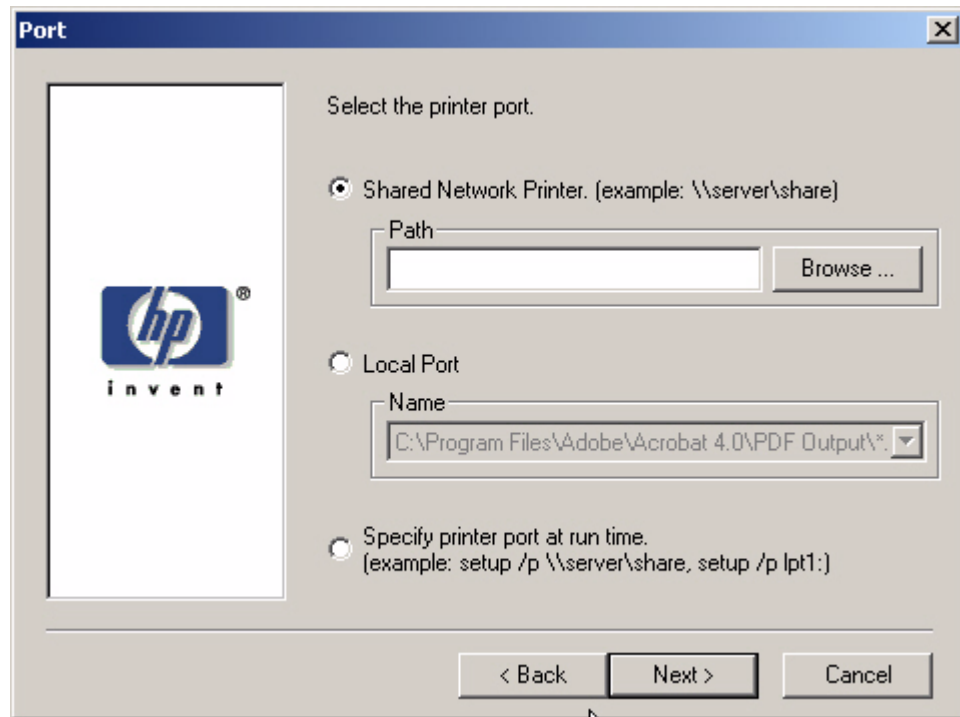 Port
Select the printer port.
Shared Network Printer. (example: \\server\share)
Path
Browse ...
hp ®
invent
Local Port
Name
C:\Program Files\Adobe\Acrobat 4.0\PDF Output\*.
Specify printer port at run time.
(example: setup /p \\server\share, setup /p lpt1:)
< Back
Next >
Cancel